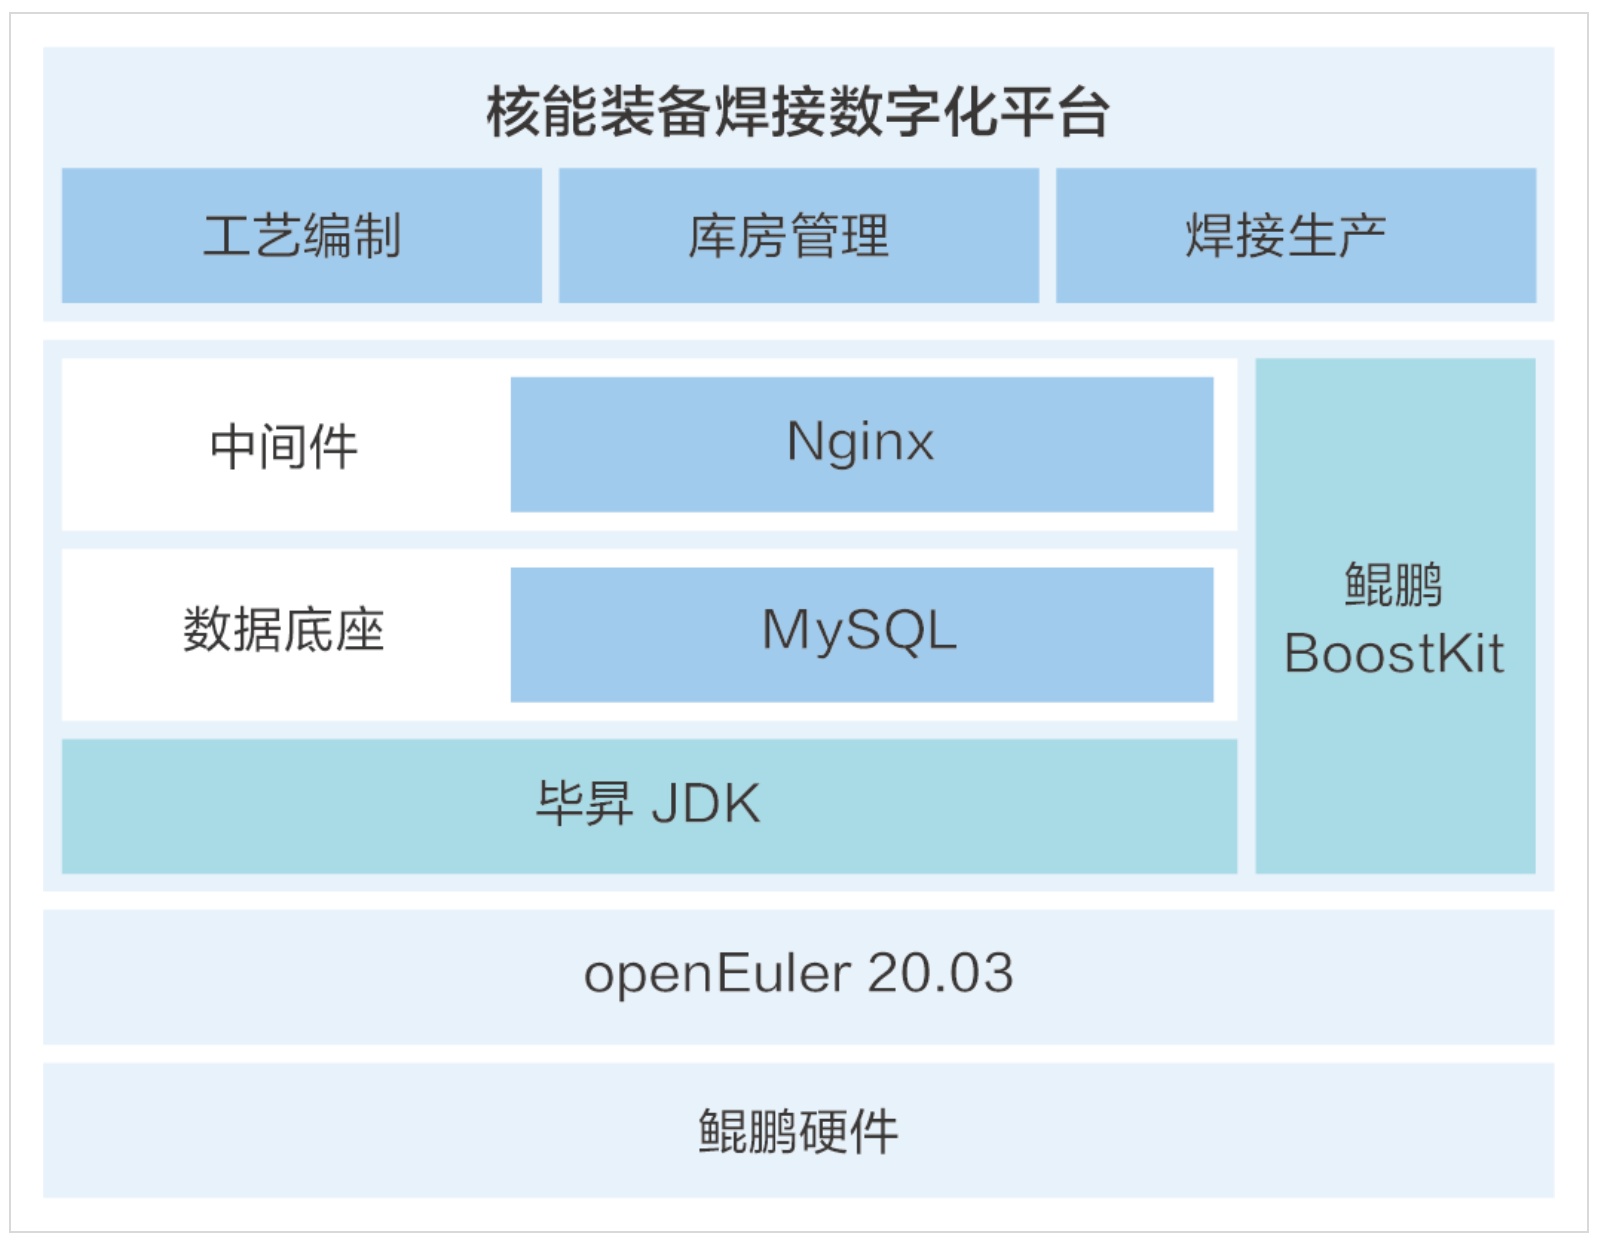 核能装备焊接数字化平台
工艺编制
库房管理
焊接生产
中间件
Nginx
数据底座
MySQL
毕昇 JDK
鲲鹏
BoostKit
openEuler 20.03
鲲鹏硬件